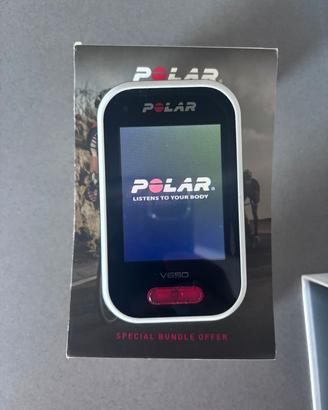 POLAR
POLAR
POLAR®
LISTENS TO YOUR BODY
V650
SPECIAL BUNDLE OFFER